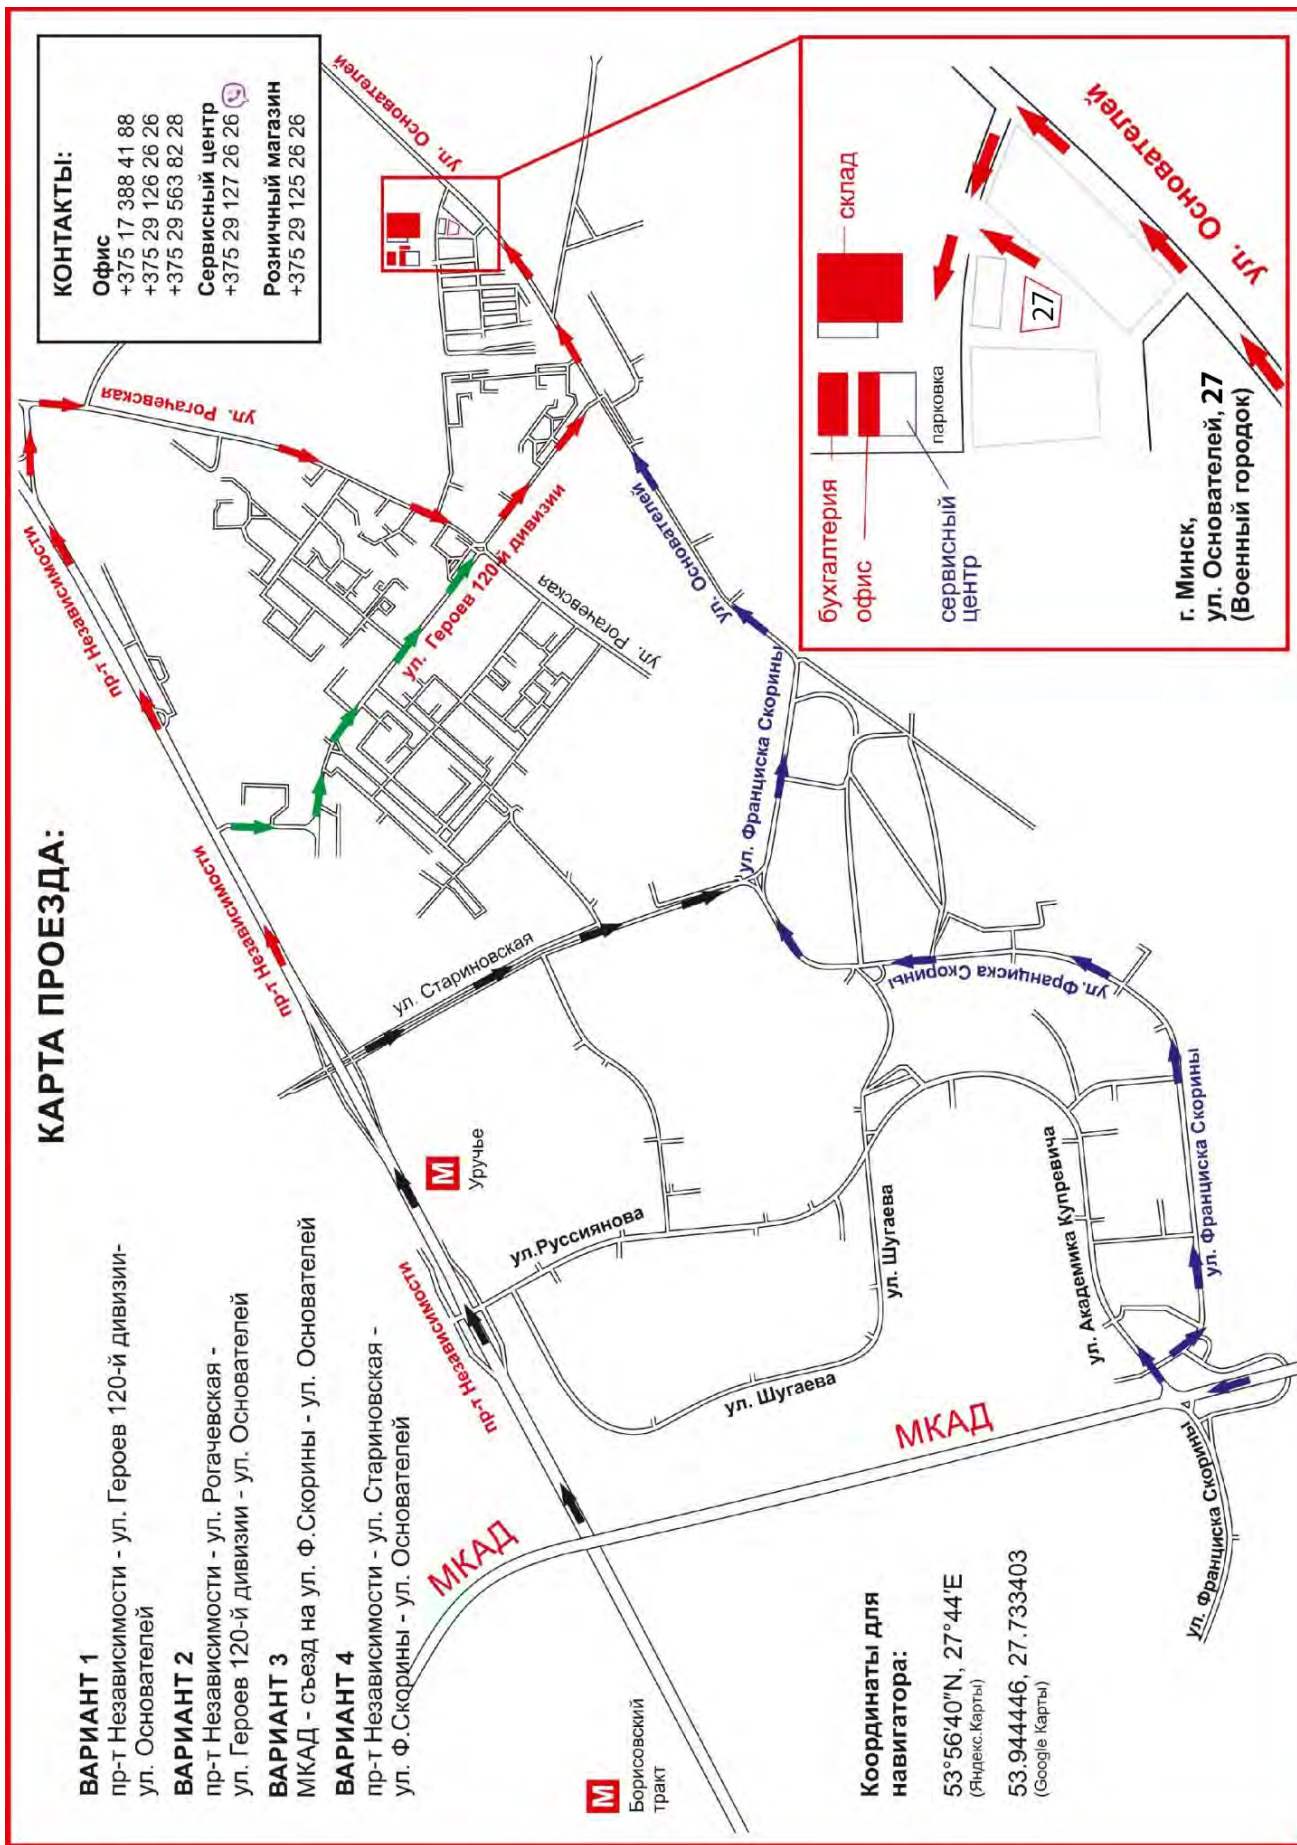 КАРТА ПРОЕЗДА:
ВАРИАНТ 1
пр-т Независимости - ул. Героев 120-й дивизии-
ул. Основателей
ВАРИАНТ 2
пр-т Независимости - ул. Рогачевская -
ул. Героев 120-й дивизии - ул. Основателей
ВАРИАНТ 3
МКАД - съезд на ул. Ф.Скорины - ул. Основателей
ВАРИАНТ 4
пр-т Независимости - ул. Стариновская -
ул. Ф.Скорины - ул. Основателей
КОНТАКТЫ:
Офис
+375 17 388 41 88
+375 29 126 26 26
+375 29 563 82 28
Сервисный центр
+375 29 127 26 26
Розничный магазин
+375 29 125 26 26
пр-т Независимости
пр-т Независимости
пр-т Независимости
пр-т Независимости
ул. Рогачевская
ул. Основателей
ул. Героев 120-й дивизии
ул. Рогачевская
ул. Стариновская
М
Уручье
ул.Руссиянова
ул. Основателей
ул. Франциска Скорины
ул. Франциска Скорины
ул. Шугаева
ул. Шугаева
ул. Академика Купревича
ул. Франциска Скорины
МКАД
МКАД
ул. Франциска Скорины
М
Борисовский
тракт
Координаты для
навигатора:
53°56'40"N, 27°44'E
(Яндекс.Карты)
53.944446, 27.733403
(Google Карты)
бухгалтерия
офис
сервисный
центр
склад
парковка
27
ул. Основателей
г. Минск,
ул. Основателей, 27
(Военный городок)